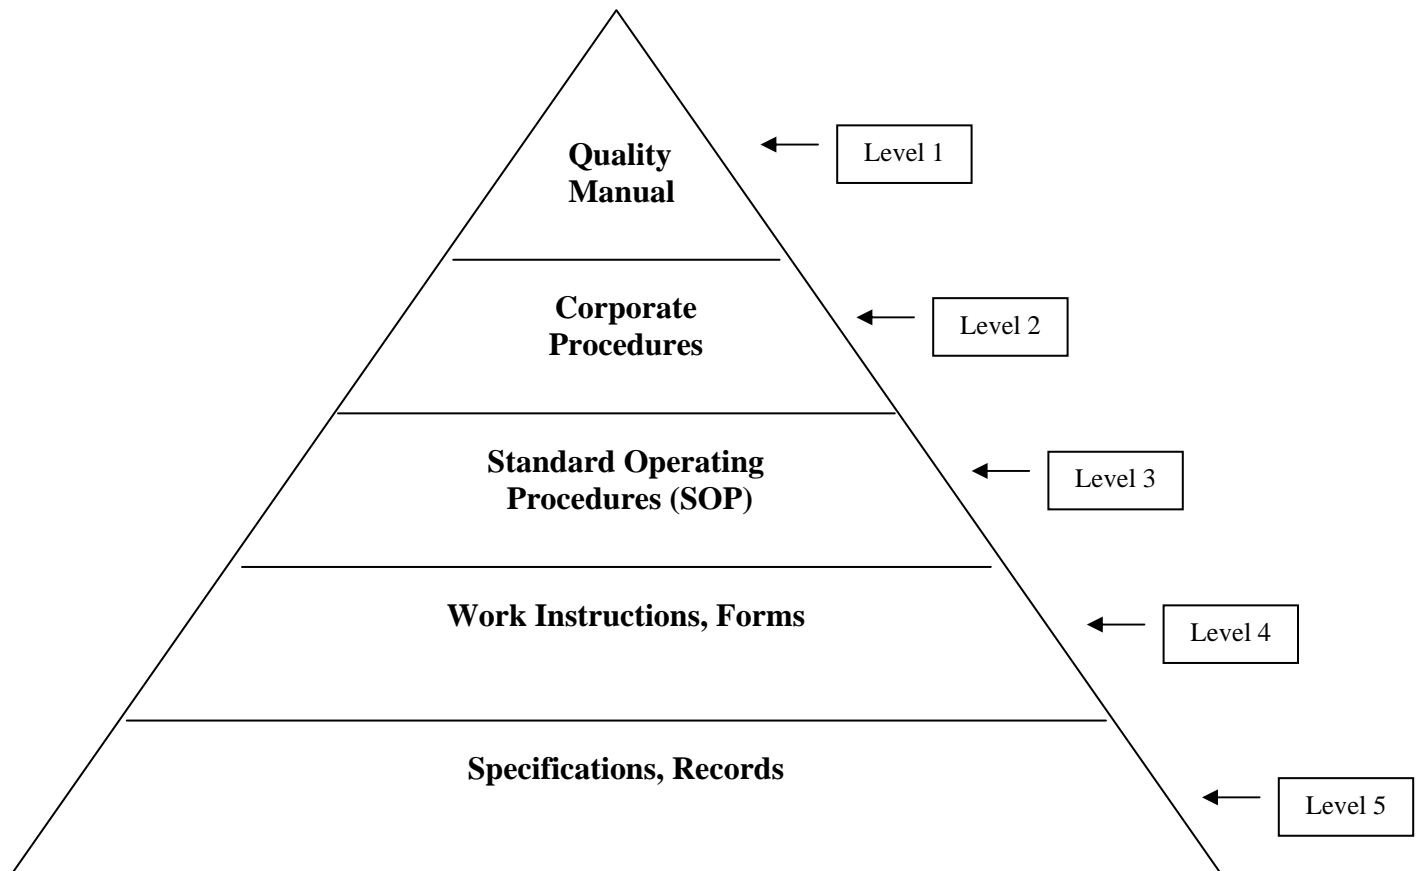 Quality
Manual
Level 1
Corporate
Procedures
Level 2
Standard Operating
Procedures (SOP)
Level 3
Work Instructions, Forms
Level 4
Specifications, Records
Level 5